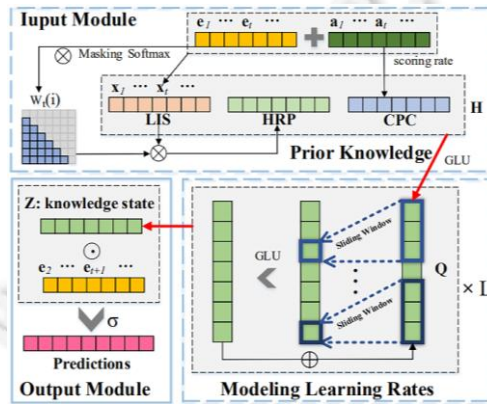 Iuput Module
e1 ⋯ et ⋯
a1 ⋯ at ⋯
Masking Softmax
scoring rate
wt(i)
x1 ⋯ xt ⋯
LIS
HRP
CPC
H
Prior Knowledge
GLU
Z: knowledge state
e2 ⋯ et+1 ⋯
σ
Predictions
Output Module
GLU
Sliding Window
Sliding Window
Q
× L
Modeling Learning Rates